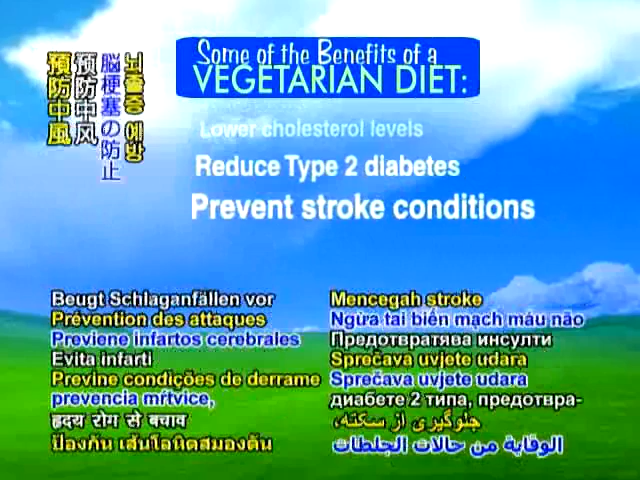 Some of the Benefits of a
VEGETARIAN DIET:
Lower cholesterol levels
Reduce Type 2 diabetes
Prevent stroke conditions
預防中風
预防中风
脳梗塞の防止
뇌졸중 예방
Beugt Schlaganfällen vor
Prévention des attaques
Previene infartos cerebrales
Evita infarti
Previne condições de derrame
prevencia mŕtvice,
हृदय रोग से बचाव
ป้องกัน เส้นโลหิตสมองตัน
Mencegah stroke
Ngừa tai biến mạch máu não
Предотвратява инсулти
Sprečava uvjete udara
Sprečava uvjete udara
диабете 2 типа, предотвра-
جلوگیری از سکته،
الوقاية من حالات الجلطات